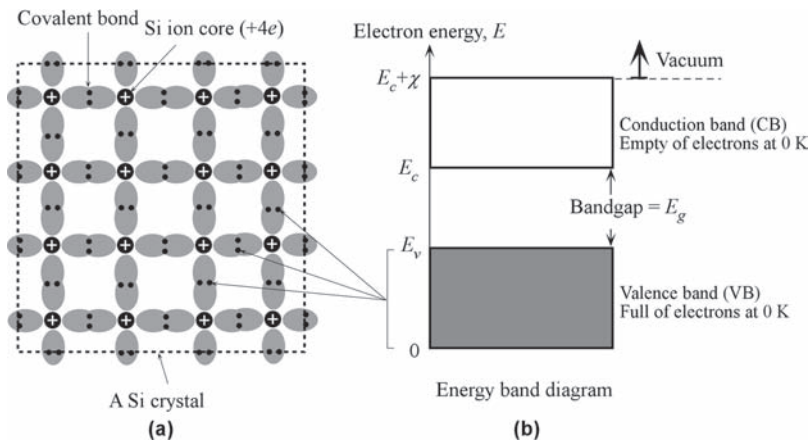 Covalent bond
Si ion core (+4e)
A Si crystal
(a)
Electron energy, E
E_c+χ
Vacuum
Conduction band (CB)
Empty of electrons at 0 K
E_c
Bandgap = E_g
E_v
Valence band (VB)
Full of electrons at 0 K
0
Energy band diagram
(b)